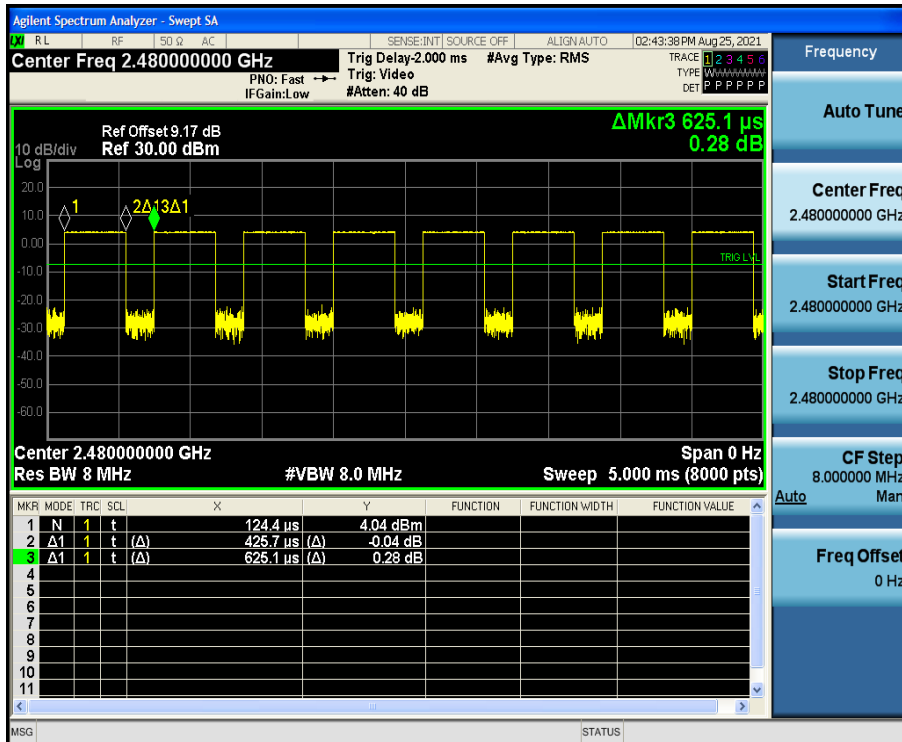 Agilent Spectrum Analyzer - Swept SA
LXI RL RF 50 Ω AC SENSE:INT SOURCE OFF ALIGN AUTO 02:43:38 PM Aug 25, 2021
Center Freq 2.480000000 GHz
PNO: Fast
IFGain:Low
Trig Delay-2.000 ms #Avg Type: RMS
Trig: Video
#Atten: 40 dB
TRACE 1 2 3 4 5 6
TYPE WWWWWW
DET P P P P P P
Frequency
Auto Tune
Center Freq
2.480000000 GHz
Start Freq
2.480000000 GHz
Stop Freq
2.480000000 GHz
CF Step
8.000000 MHz
Auto Man
Freq Offset
0 Hz
ΔMkr3 625.1 µs
0.28 dB
Ref Offset 9.17 dB
10 dB/div Ref 30.00 dBm
Log
20.0
10.0
0.00
-10.0
-20.0
-30.0
-40.0
-50.0
-60.0
1 2Δ1 3Δ1
TRIG LVL
Center 2.480000000 GHz Span 0 Hz
Res BW 8 MHz #VBW 8.0 MHz Sweep 5.000 ms (8000 pts)
MKR MODE TRC SCL X Y FUNCTION FUNCTION WIDTH FUNCTION VALUE
1 N 1 t 124.4 µs 4.04 dBm
2 Δ1 1 t (Δ) 425.7 µs (Δ) -0.04 dB
3 Δ1 1 t (Δ) 625.1 µs (Δ) 0.28 dB
4
5
6
7
8
9
10
11
MSG STATUS